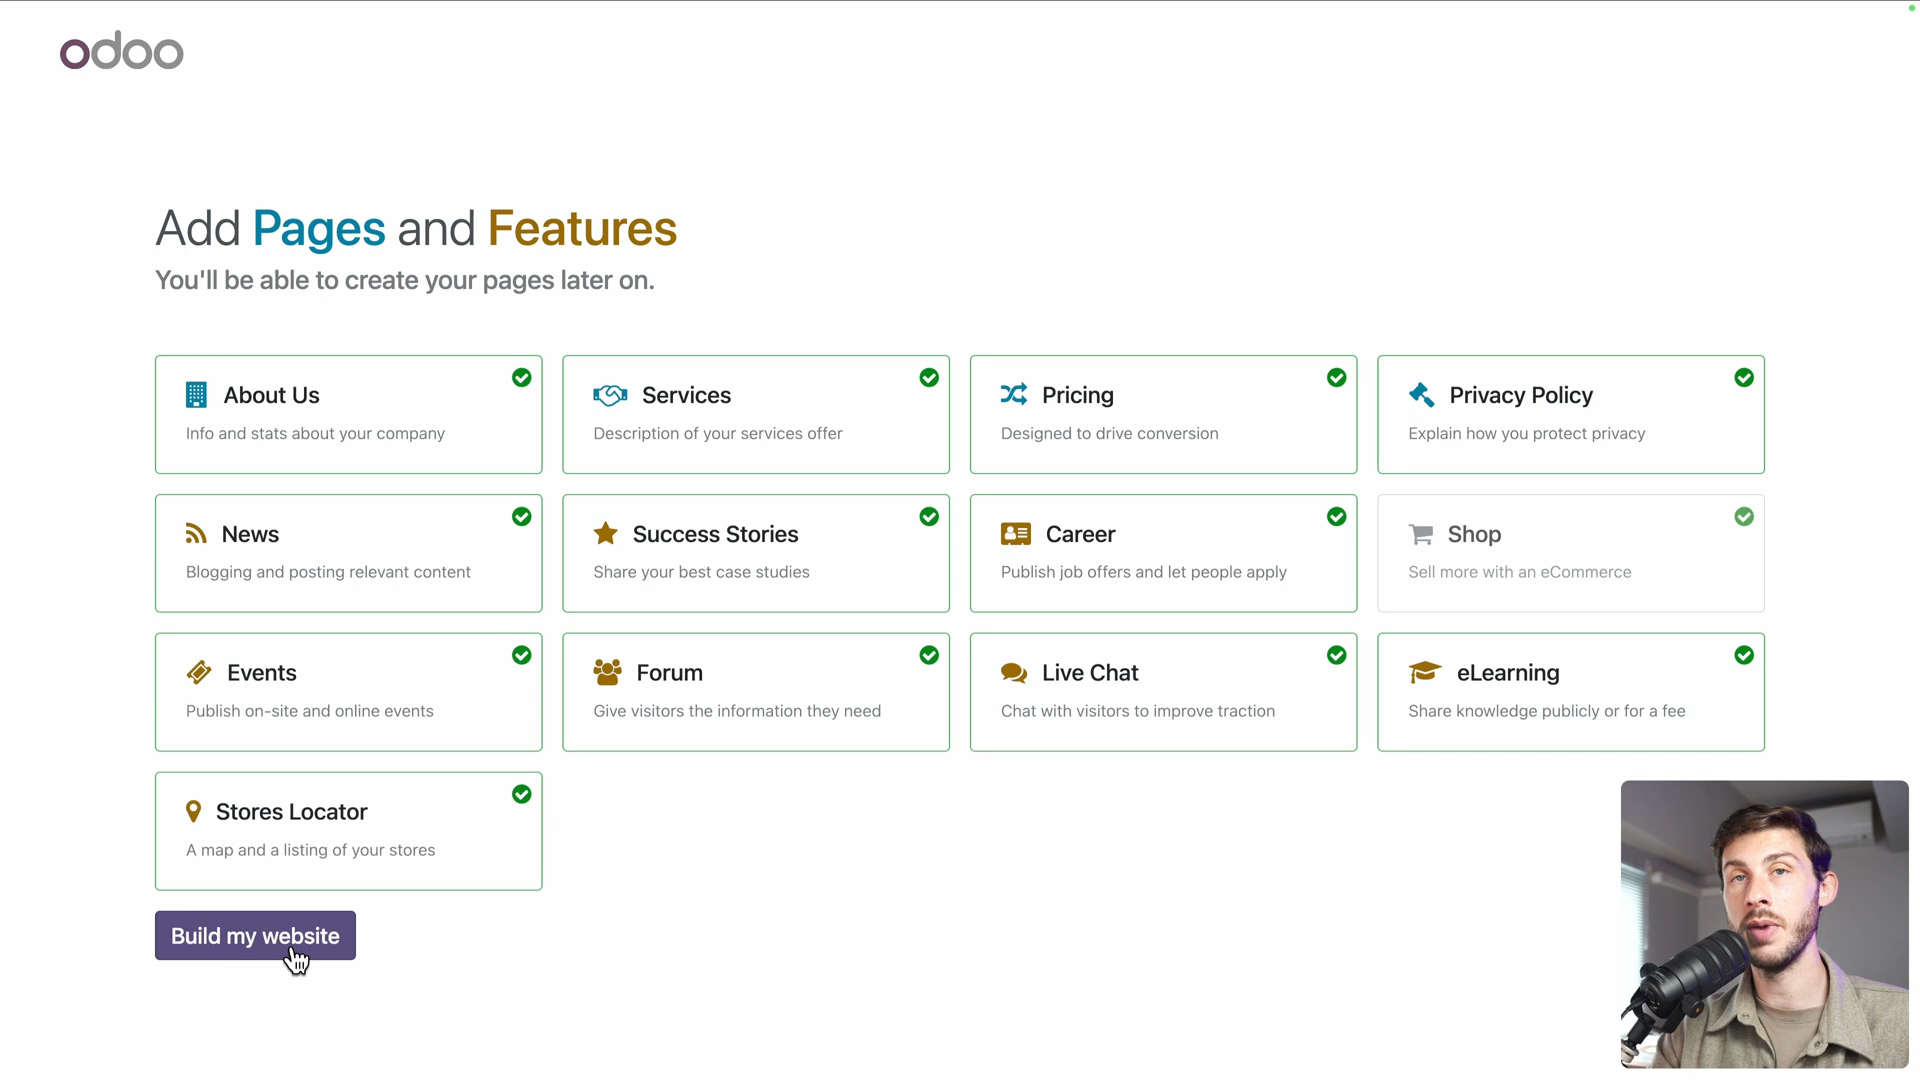 odoo
Add Pages and Features
You'll be able to create your pages later on.
About Us
Info and stats about your company
Services
Description of your services offer
Pricing
Designed to drive conversion
Privacy Policy
Explain how you protect privacy
News
Blogging and posting relevant content
Success Stories
Share your best case studies
Career
Publish job offers and let people apply
Shop
Sell more with an eCommerce
Events
Publish on-site and online events
Forum
Give visitors the information they need
Live Chat
Chat with visitors to improve traction
eLearning
Share knowledge publicly or for a fee
Stores Locator
A map and a listing of your stores
Build my website